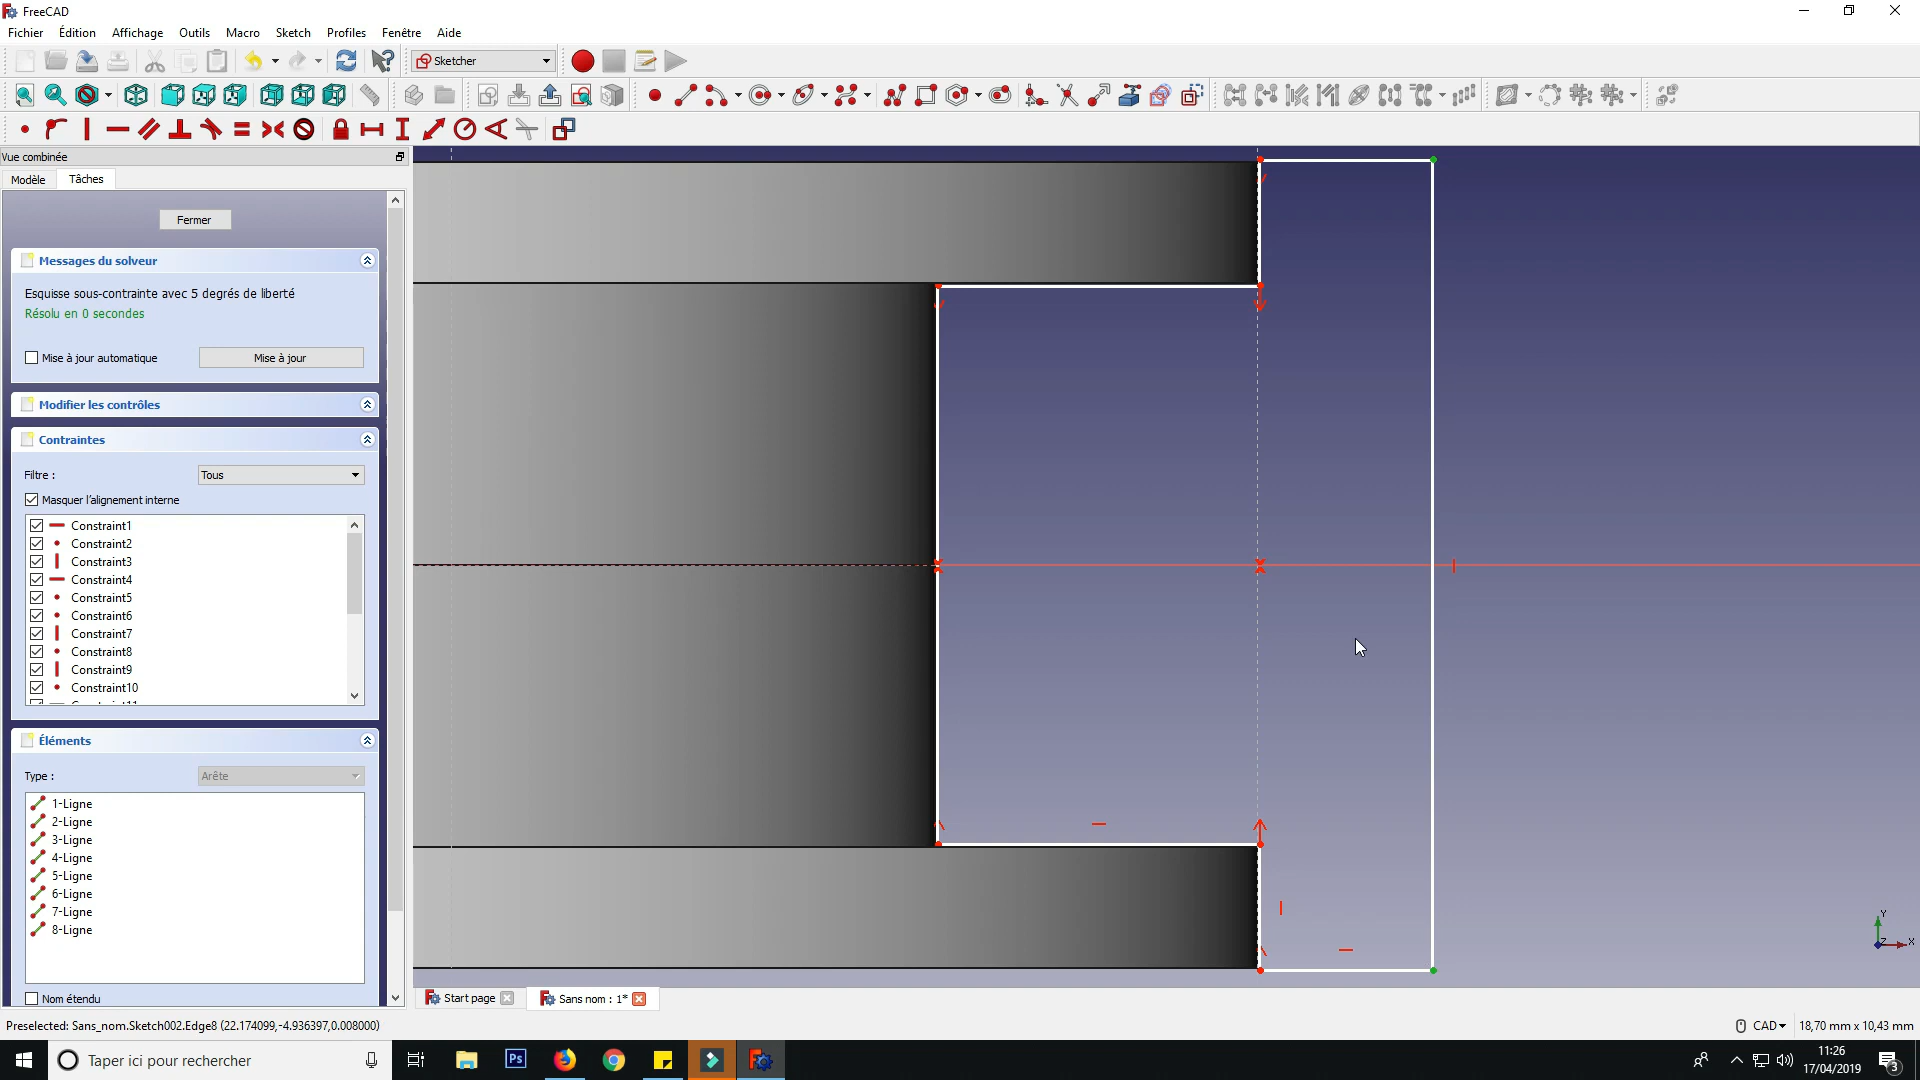 FreeCAD
Fichier Édition Affichage Outils Macro Sketch Profiles Fenêtre Aide
Sketcher
Vue combinée
Modèle Tâches
Fermer
Messages du solveur
Esquisse sous-contrainte avec 5 degrés de liberté
Résolu en 0 secondes
Mise à jour automatique Mise à jour
Modifier les contrôles
Contraintes
Filtre : Tous
Masquer l'alignement interne
Constraint1
Constraint2
Constraint3
Constraint4
Constraint5
Constraint6
Constraint7
Constraint8
Constraint9
Constraint10
Éléments
Type : Arête
1-Ligne
2-Ligne
3-Ligne
4-Ligne
5-Ligne
6-Ligne
7-Ligne
8-Ligne
Nom étendu
Y
Z X
Start page Sans nom : 1*
Preselected: Sans_nom.Sketch002.Edge8 (22.174099,-4.936397,0.008000) CAD 18,70 mm x 10,43 mm
Taper ici pour rechercher
Ps
11:26
17/04/2019
3